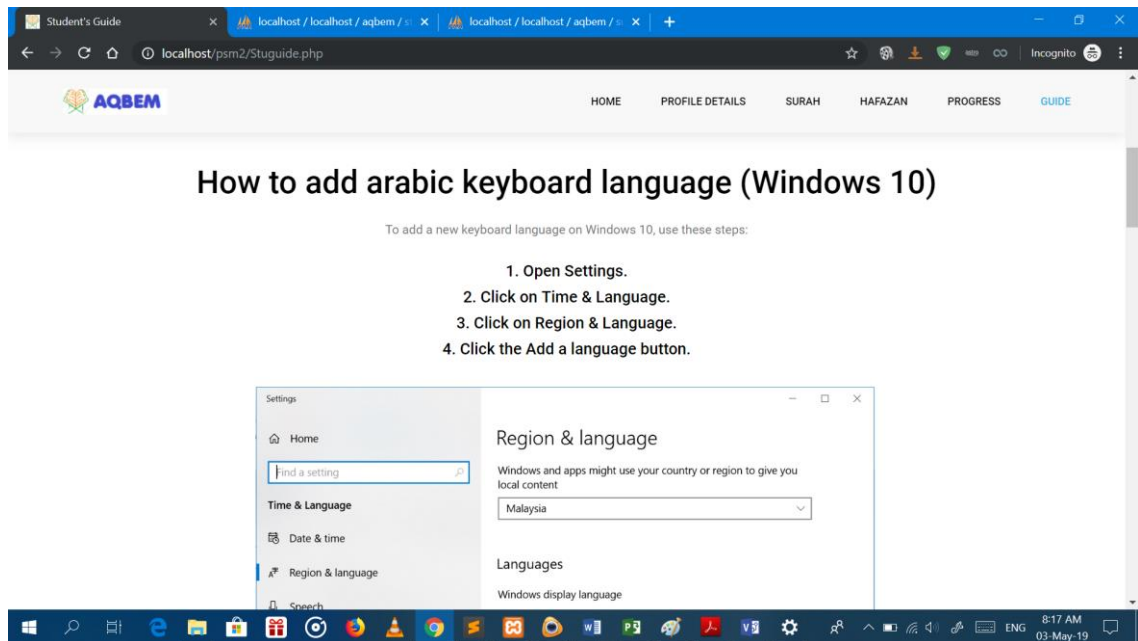 Student's Guide
localhost / localhost / aqbem / st
localhost / localhost / aqbem / s
localhost/psm2/Stuguide.php
Incognito
AQBEM
HOME PROFILE DETAILS SURAH HAFAZAN PROGRESS GUIDE
How to add arabic keyboard language (Windows 10)
To add a new keyboard language on Windows 10, use these steps:
1. Open Settings.
2. Click on Time & Language.
3. Click on Region & Language.
4. Click the Add a language button.
Settings
Home
Find a setting
Time & Language
Date & time
Region & language
Speech
Region & language
Windows and apps might use your country or region to give you
local content
Malaysia
Languages
Windows display language
ENG
8:17 AM
03-May-19